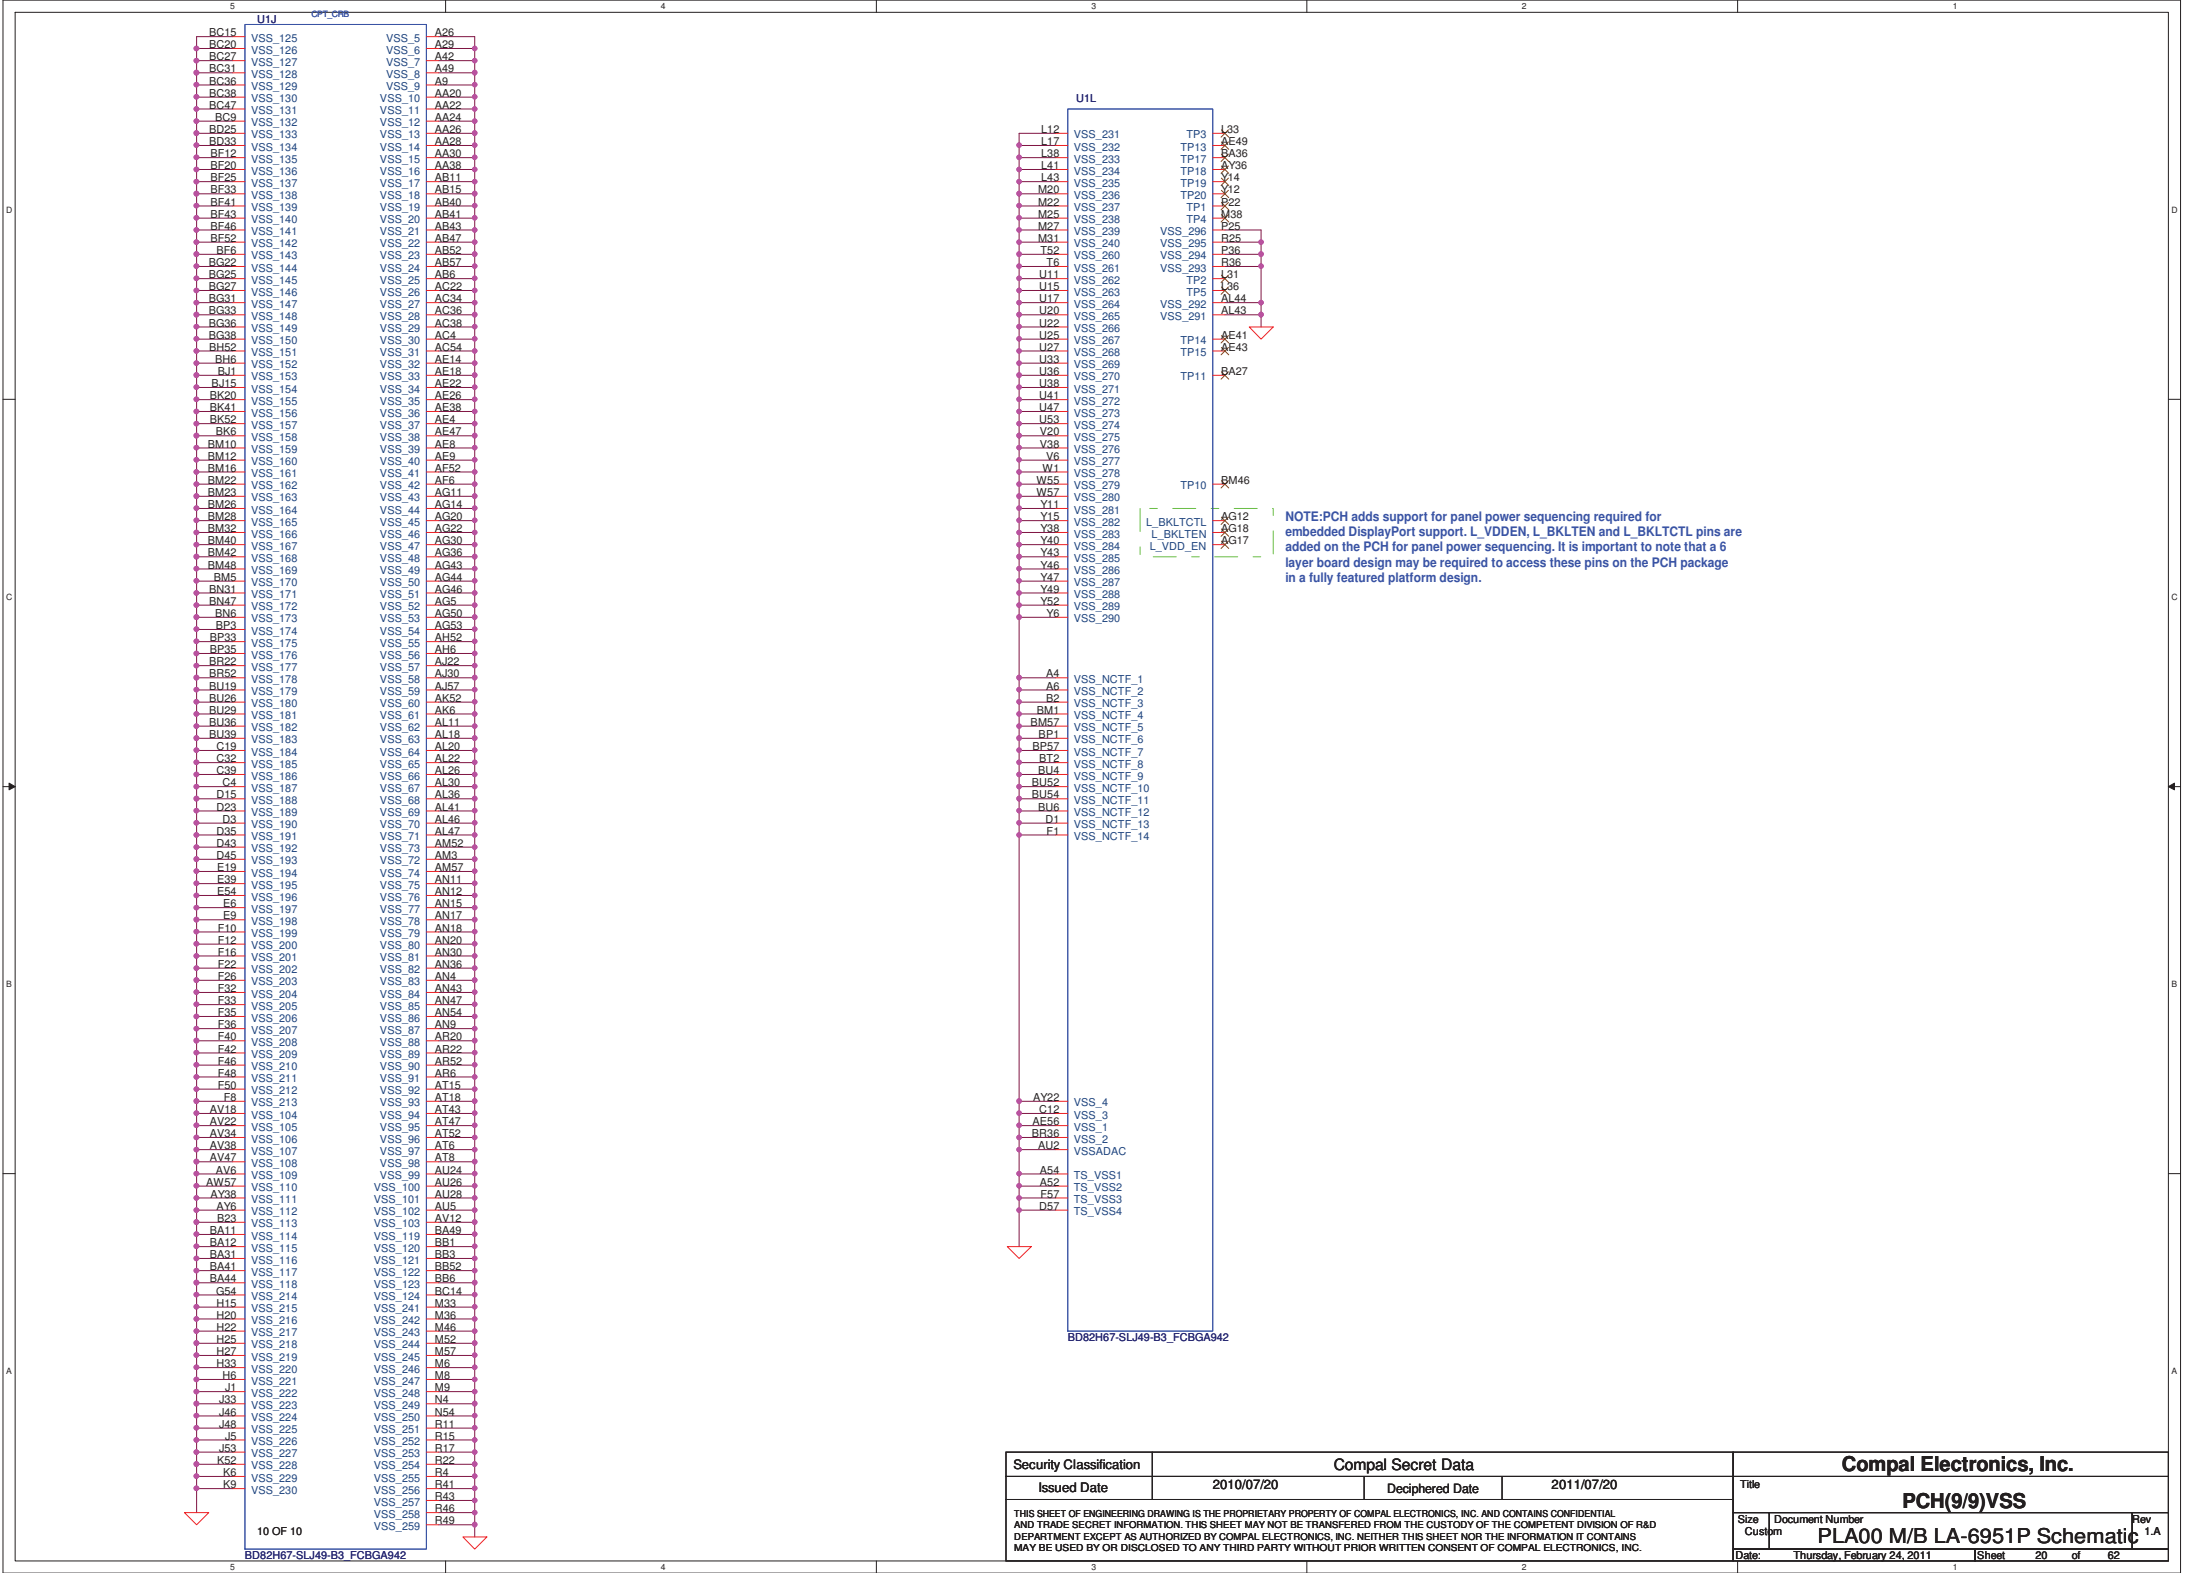 5 4 3 2 1
U1J CPT_CRB
BC15 VSS_125 VSS_5 A26
BC20 VSS_126 VSS_6 A29
BC27 VSS_127 VSS_7 A42
BC31 VSS_128 VSS_8 A49
BC36 VSS_129 VSS_9 A9
BC38 VSS_130 VSS_10 AA20
BC47 VSS_131 VSS_11 AA22
BC9 VSS_132 VSS_12 AA24
BD25 VSS_133 VSS_13 AA26
BD33 VSS_134 VSS_14 AA28
BF12 VSS_135 VSS_15 AA30
BF20 VSS_136 VSS_16 AA38
BF25 VSS_137 VSS_17 AB11
BF33 VSS_138 VSS_18 AB15
BF41 VSS_139 VSS_19 AB40
BF43 VSS_140 VSS_20 AB41
BF46 VSS_141 VSS_21 AB43
BF52 VSS_142 VSS_22 AB47
BF6 VSS_143 VSS_23 AB52
BG22 VSS_144 VSS_24 AB57
BG25 VSS_145 VSS_25 AB6
BG27 VSS_146 VSS_26 AC22
BG31 VSS_147 VSS_27 AC34
BG33 VSS_148 VSS_28 AC36
BG36 VSS_149 VSS_29 AC38
BG38 VSS_150 VSS_30 AC4
BH52 VSS_151 VSS_31 AC54
BH6 VSS_152 VSS_32 AE14
BJ1 VSS_153 VSS_33 AE18
BJ15 VSS_154 VSS_34 AE22
BK20 VSS_155 VSS_35 AE26
BK41 VSS_156 VSS_36 AE38
BK52 VSS_157 VSS_37 AE4
BK6 VSS_158 VSS_38 AE47
BM10 VSS_159 VSS_39 AE8
BM12 VSS_160 VSS_40 AE9
BM16 VSS_161 VSS_41 AF52
BM22 VSS_162 VSS_42 AF6
BM23 VSS_163 VSS_43 AG11
BM26 VSS_164 VSS_44 AG14
BM28 VSS_165 VSS_45 AG20
BM32 VSS_166 VSS_46 AG22
BM40 VSS_167 VSS_47 AG30
BM42 VSS_168 VSS_48 AG36
BM48 VSS_169 VSS_49 AG43
BM5 VSS_170 VSS_50 AG44
BN31 VSS_171 VSS_51 AG46
BN47 VSS_172 VSS_52 AG5
BN6 VSS_173 VSS_53 AG50
BP3 VSS_174 VSS_54 AG53
BP33 VSS_175 VSS_55 AH52
BP35 VSS_176 VSS_56 AH6
BR22 VSS_177 VSS_57 AJ22
BR52 VSS_178 VSS_58 AJ30
BU19 VSS_179 VSS_59 AJ57
BU26 VSS_180 VSS_60 AK52
BU29 VSS_181 VSS_61 AK6
BU36 VSS_182 VSS_62 AL11
BU39 VSS_183 VSS_63 AL18
C19 VSS_184 VSS_64 AL20
C32 VSS_185 VSS_65 AL22
C39 VSS_186 VSS_66 AL26
C4 VSS_187 VSS_67 AL30
D15 VSS_188 VSS_68 AL36
D23 VSS_189 VSS_69 AL41
D3 VSS_190 VSS_70 AL46
D35 VSS_191 VSS_71 AL47
D43 VSS_192 VSS_73 AM52
D45 VSS_193 VSS_72 AM3
E19 VSS_194 VSS_74 AM57
E39 VSS_195 VSS_75 AN11
E54 VSS_196 VSS_76 AN12
E6 VSS_197 VSS_77 AN15
E9 VSS_198 VSS_78 AN17
F10 VSS_199 VSS_79 AN18
F12 VSS_200 VSS_80 AN20
F16 VSS_201 VSS_81 AN30
F22 VSS_202 VSS_82 AN36
F26 VSS_203 VSS_83 AN4
F32 VSS_204 VSS_84 AN43
F33 VSS_205 VSS_85 AN47
F35 VSS_206 VSS_86 AN54
F36 VSS_207 VSS_87 AN9
F40 VSS_208 VSS_88 AR20
F42 VSS_209 VSS_89 AR22
F46 VSS_210 VSS_90 AR52
F48 VSS_211 VSS_91 AR6
F50 VSS_212 VSS_92 AT15
F8 VSS_213 VSS_93 AT18
AV18 VSS_104 VSS_94 AT43
AV22 VSS_105 VSS_95 AT47
AV34 VSS_106 VSS_96 AT52
AV38 VSS_107 VSS_97 AT6
AV47 VSS_108 VSS_98 AT8
AV6 VSS_109 VSS_99 AU24
AW57 VSS_110 VSS_100 AU26
AY38 VSS_111 VSS_101 AU28
AY6 VSS_112 VSS_102 AU5
B23 VSS_113 VSS_103 AV12
BA11 VSS_114 VSS_119 BA49
BA12 VSS_115 VSS_120 BB1
BA31 VSS_116 VSS_121 BB3
BA41 VSS_117 VSS_122 BB52
BA44 VSS_118 VSS_123 BB6
G54 VSS_214 VSS_124 BC14
H15 VSS_215 VSS_241 M33
H20 VSS_216 VSS_242 M36
H22 VSS_217 VSS_243 M46
H25 VSS_218 VSS_244 M52
H27 VSS_219 VSS_245 M57
H33 VSS_220 VSS_246 M6
H6 VSS_221 VSS_247 M8
J1 VSS_222 VSS_248 M9
J33 VSS_223 VSS_249 N4
J46 VSS_224 VSS_250 N54
J48 VSS_225 VSS_251 R11
J5 VSS_226 VSS_252 R15
J53 VSS_227 VSS_253 R17
K52 VSS_228 VSS_254 R22
K6 VSS_229 VSS_255 R4
K9 VSS_230 VSS_256 R41
VSS_257 R43
VSS_258 R46
VSS_259 R49
10 OF 10
BD82H67-SLJ49-B3_FCBGA942
U1L
L12 VSS_231 TP3 L33
L17 VSS_232 TP13 AE49
L38 VSS_233 TP17 BA36
L41 VSS_234 TP18 AY36
L43 VSS_235 TP19 Y14
M20 VSS_236 TP20 Y12
M22 VSS_237 TP1 P22
M25 VSS_238 TP4 M38
M27 VSS_239 VSS_296 P25
M31 VSS_240 VSS_295 R25
T52 VSS_260 VSS_294 P36
T6 VSS_261 VSS_293 R36
U11 VSS_262 TP2 L31
U15 VSS_263 TP5 L36
U17 VSS_264 VSS_292 AL44
U20 VSS_265 VSS_291 AL43
U22 VSS_266
U25 VSS_267 TP14 AE41
U27 VSS_268 TP15 AE43
U33 VSS_269
U36 VSS_270 TP11 BA27
U38 VSS_271
U41 VSS_272
U47 VSS_273
U53 VSS_274
V20 VSS_275
V38 VSS_276
V6 VSS_277
W1 VSS_278
W55 VSS_279 TP10 BM46
W57 VSS_280
Y11 VSS_281
Y15 VSS_282 L_BKLTCTL AG12
Y38 VSS_283 L_BKLTEN AG18
Y40 VSS_284 L_VDD_EN AG17
Y43 VSS_285
Y46 VSS_286
Y47 VSS_287
Y49 VSS_288
Y52 VSS_289
Y6 VSS_290
NOTE:PCH adds support for panel power sequencing required for
embedded DisplayPort support. L_VDDEN, L_BKLTEN and L_BKLTCTL pins are
added on the PCH for panel power sequencing. It is important to note that a 6
layer board design may be required to access these pins on the PCH package
in a fully featured platform design.
A4 VSS_NCTF_1
A6 VSS_NCTF_2
B2 VSS_NCTF_3
BM1 VSS_NCTF_4
BM57 VSS_NCTF_5
BP1 VSS_NCTF_6
BP57 VSS_NCTF_7
BT2 VSS_NCTF_8
BU4 VSS_NCTF_9
BU52 VSS_NCTF_10
BU54 VSS_NCTF_11
BU6 VSS_NCTF_12
D1 VSS_NCTF_13
F1 VSS_NCTF_14
AY22 VSS_4
C12 VSS_3
AE56 VSS_1
BR36 VSS_2
AU2 VSSADAC
A54 TS_VSS1
A52 TS_VSS2
F57 TS_VSS3
D57 TS_VSS4
BD82H67-SLJ49-B3_FCBGA942
D D
C C
B B
A A
Security Classification Compal Secret Data
Issued Date 2010/07/20 Deciphered Date 2011/07/20
THIS SHEET OF ENGINEERING DRAWING IS THE PROPRIETARY PROPERTY OF COMPAL ELECTRONICS, INC. AND CONTAINS CONFIDENTIAL
AND TRADE SECRET INFORMATION. THIS SHEET MAY NOT BE TRANSFERED FROM THE CUSTODY OF THE COMPETENT DIVISION OF R&D
DEPARTMENT EXCEPT AS AUTHORIZED BY COMPAL ELECTRONICS, INC. NEITHER THIS SHEET NOR THE INFORMATION IT CONTAINS
MAY BE USED BY OR DISCLOSED TO ANY THIRD PARTY WITHOUT PRIOR WRITTEN CONSENT OF COMPAL ELECTRONICS, INC.
Compal Electronics, Inc.
Title
PCH(9/9)VSS
Size Document Number Rev
Custom PLA00 M/B LA-6951P Schematic 1.A
Date: Thursday, February 24, 2011 Sheet 20 of 62
5 4 3 2 1